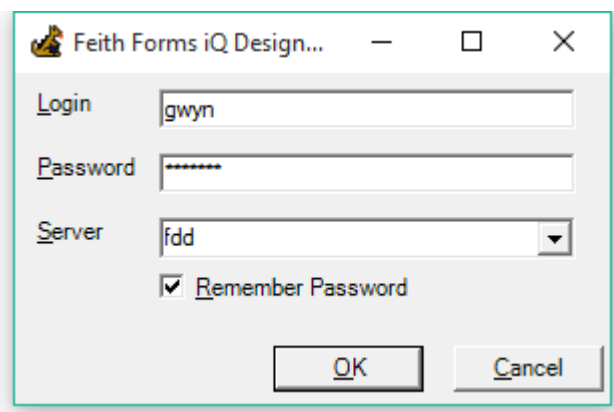 Feith Forms iQ Design...
Login gwyn
Password *******
Server fdd
Remember Password
OK Cancel